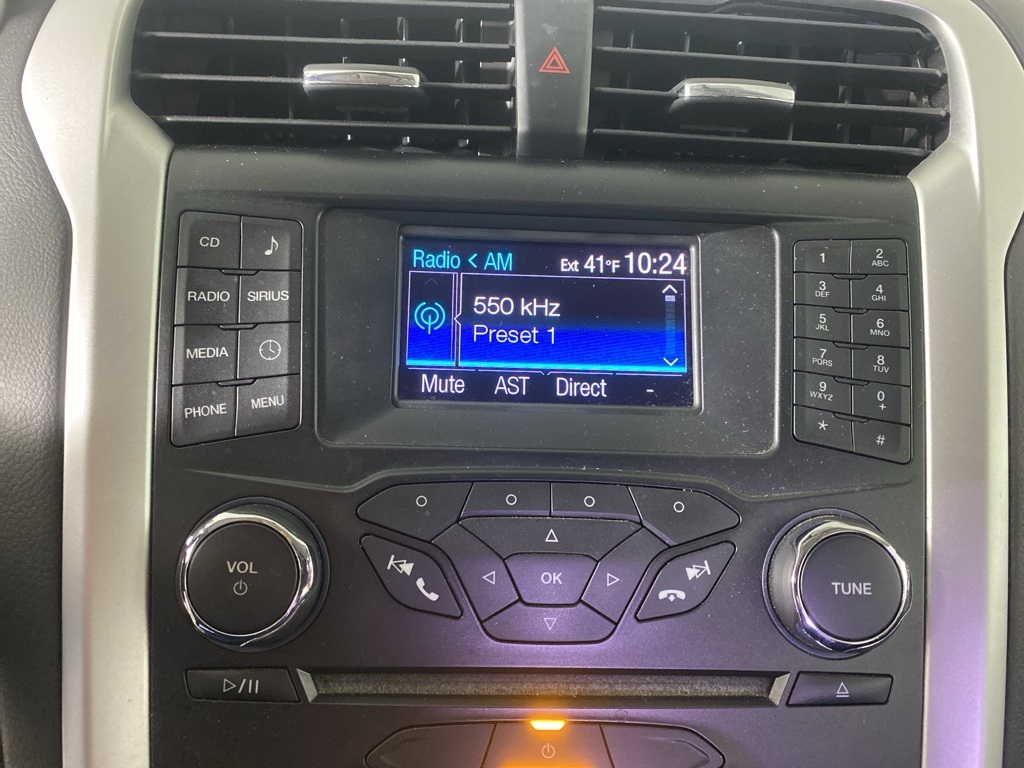 Radio < AM Ext 41°F 10:24
550 kHz
Preset 1
Mute AST Direct -
CD
RADIO SIRIUS
MEDIA
PHONE MENU
1 2 ABC
3 DEF 4 GHI
5 JKL 6 MNO
7 PQRS 8 TUV
9 WXYZ 0 +
* #
VOL
OK
TUNE